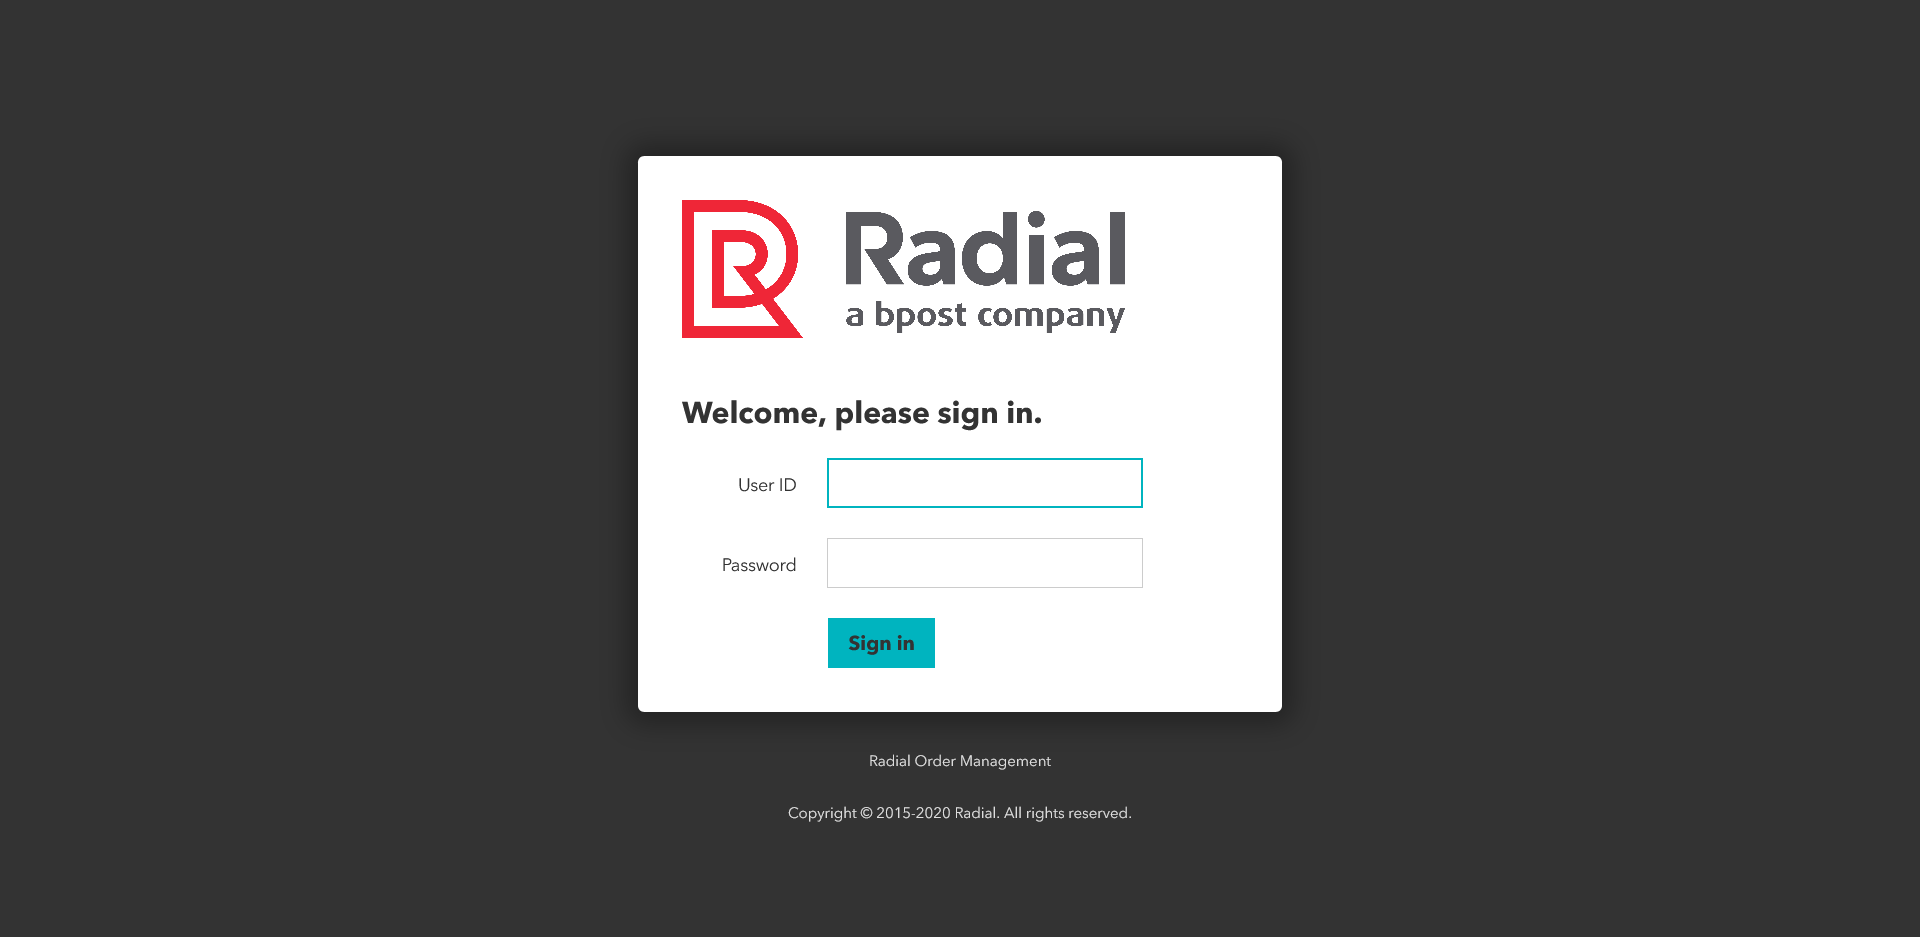 Radial
a bpost company
Welcome, please sign in.
User ID
Password
Sign in
Radial Order Management
Copyright © 2015-2020 Radial. All rights reserved.